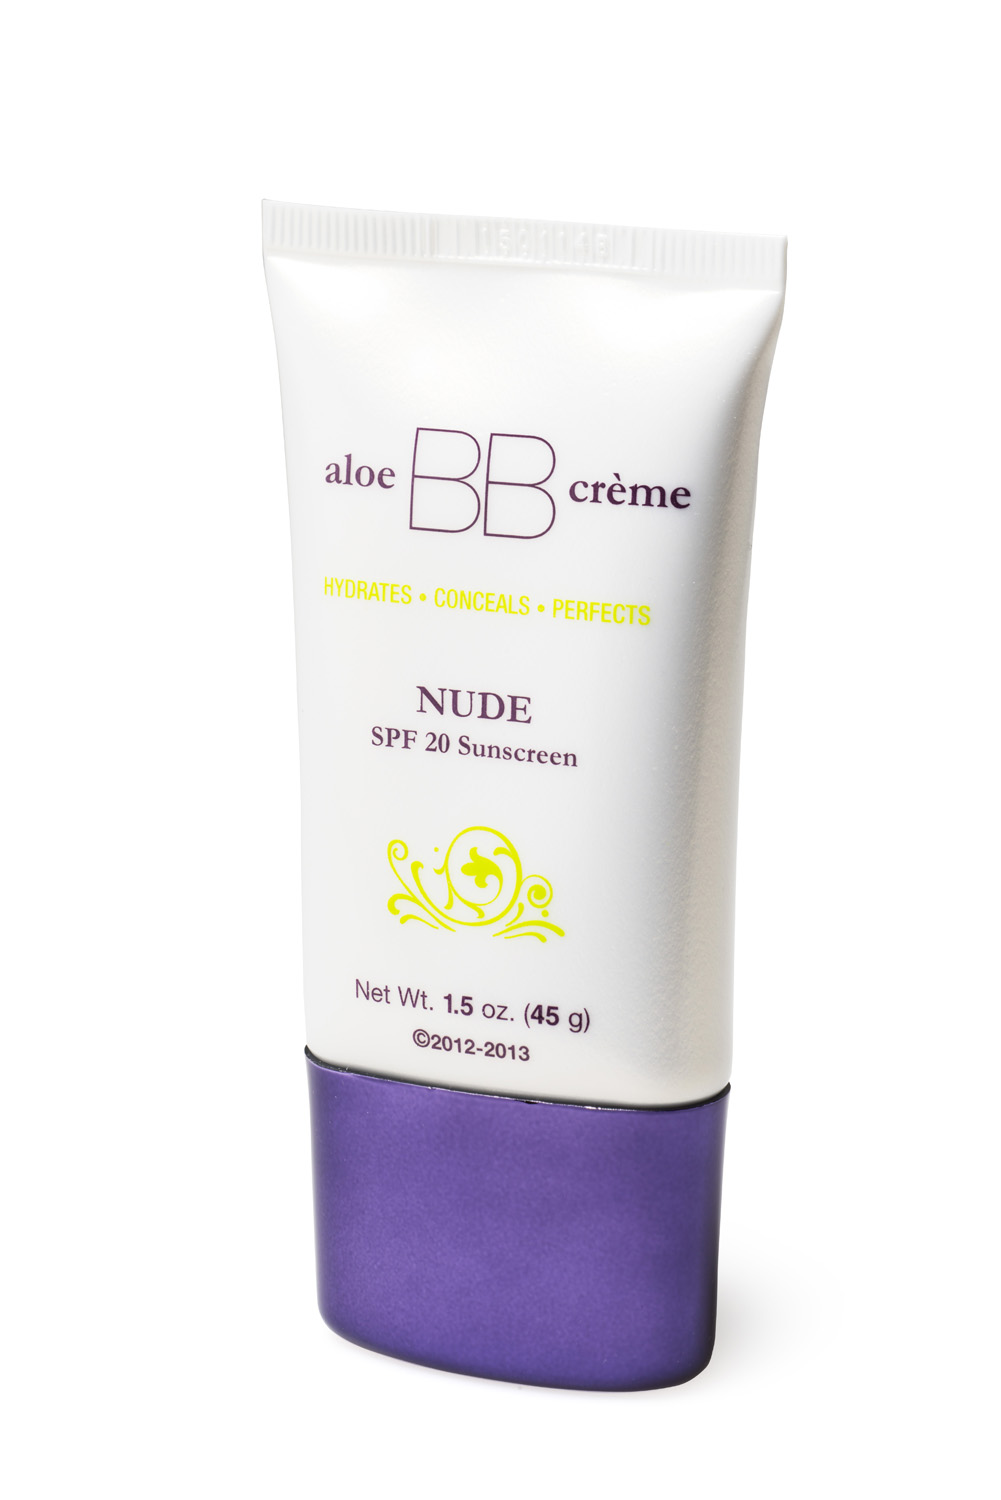 aloe BB crème
HYDRATES • CONCEALS • PERFECTS
NUDE
SPF 20 Sunscreen
Net Wt. 1.5 oz. (45 g)
©2012-2013